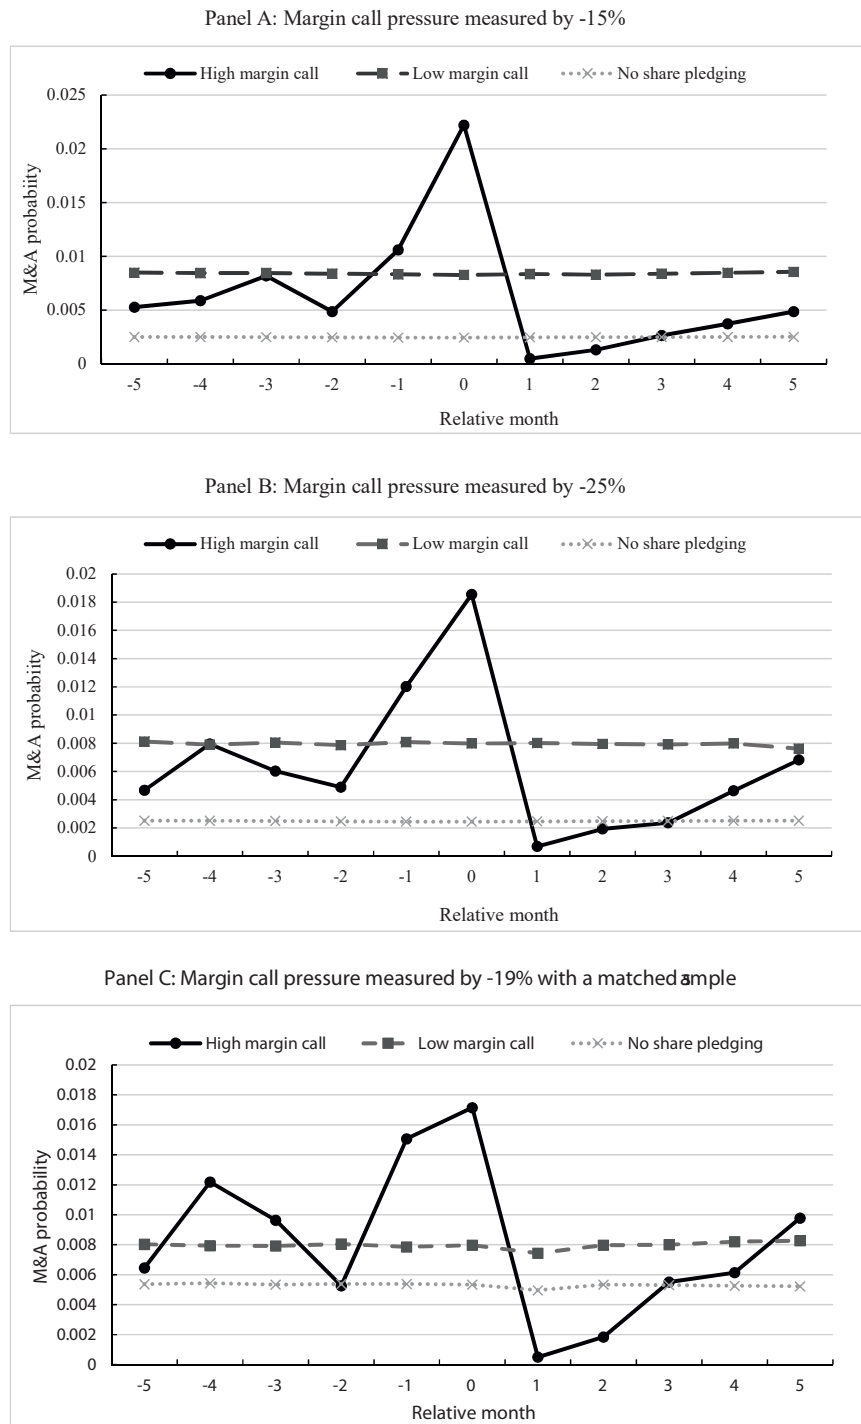 Panel A: Margin call pressure measured by -15%
High margin call Low margin call No share pledging
0.025
0.02
0.015
0.01
0.005
0
M&A probabiity
-5 -4 -3 -2 -1 0 1 2 3 4 5
Relative month
Panel B: Margin call pressure measured by -25%
High margin call Low margin call No share pledging
0.02
0.018
0.016
0.014
0.012
0.01
0.008
0.006
0.004
0.002
0
M&A probabiity
-5 -4 -3 -2 -1 0 1 2 3 4 5
Relative month
Panel C: Margin call pressure measured by -19% with a matched sample
High margin call Low margin call No share pledging
0.02
0.018
0.016
0.014
0.012
0.01
0.008
0.006
0.004
0.002
0
M&A probability
-5 -4 -3 -2 -1 0 1 2 3 4 5
Relative month